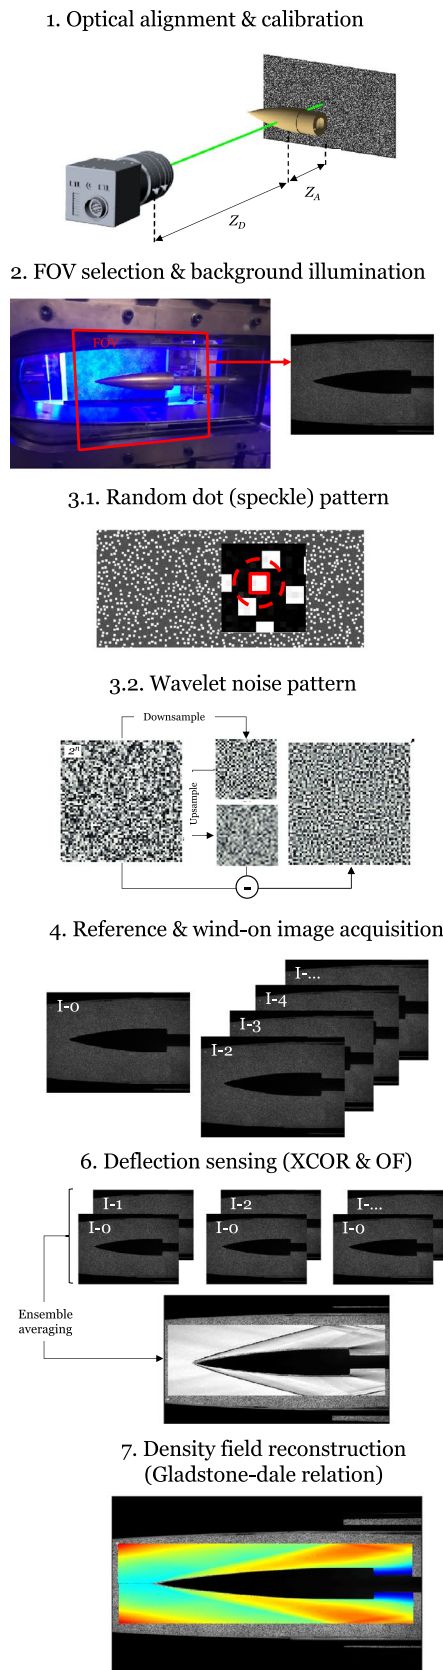 1. Optical alignment & calibration
Z_A
Z_D
2. FOV selection & background illumination
FOV
3.1. Random dot (speckle) pattern
3.2. Wavelet noise pattern
Downsample
2^n
Upsample
-
4. Reference & wind-on image acquisition
I-...
I-0
I-4
I-3
I-2
6. Deflection sensing (XCOR & OF)
I-1 I-2 I-...
I-0 I-0 I-0
Ensemble
averaging
7. Density field reconstruction
(Gladstone-dale relation)